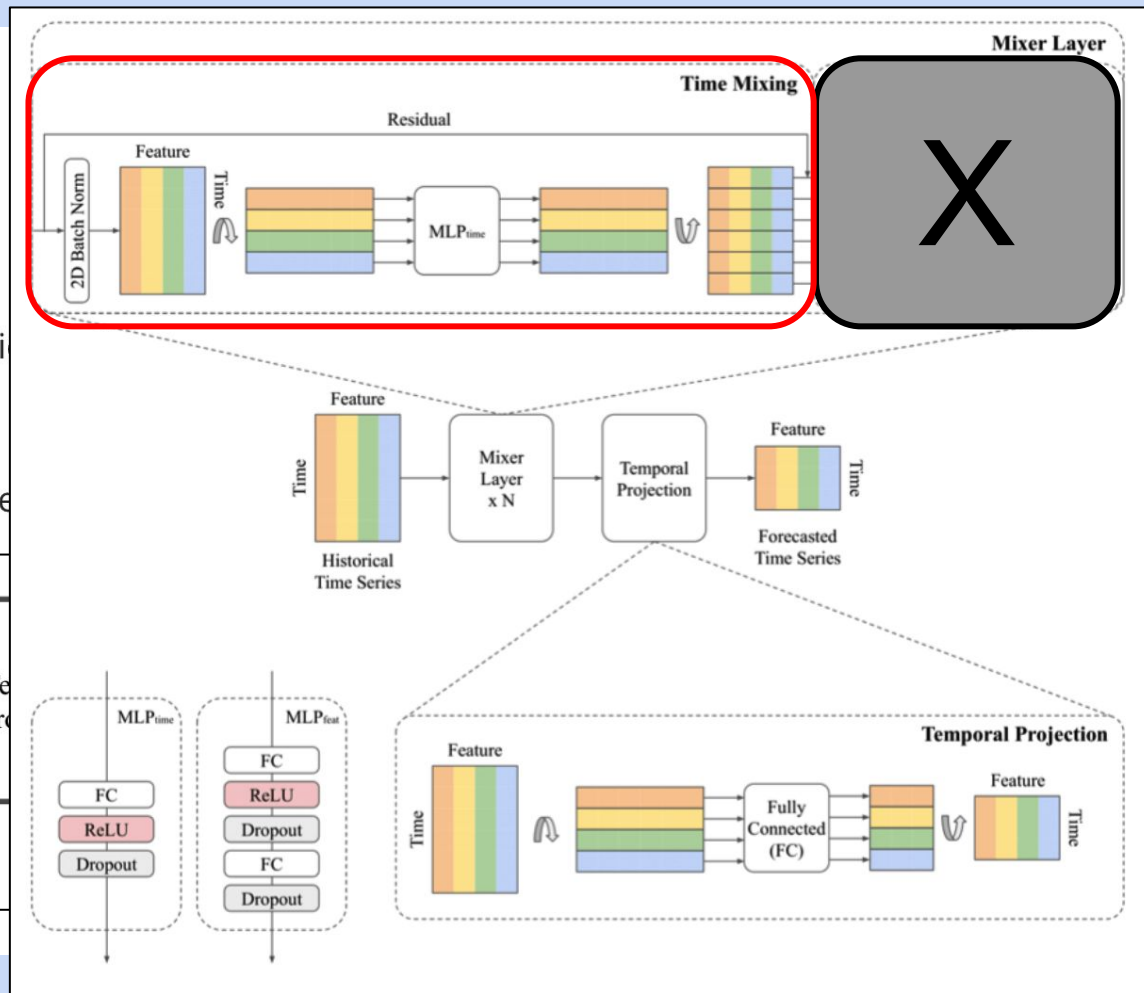 Mixer Layer
Time Mixing
Residual
Feature
Time
2D Batch Norm
MLPtime
X
Feature
Time
Historical
Time Series
Mixer
Layer
x N
Temporal
Projection
Feature
Time
Forecasted
Time Series
MLPtime
FC
ReLU
Dropout
MLPfeat
FC
ReLU
Dropout
FC
Dropout
Temporal Projection
Feature
Time
Fully
Connected
(FC)
Feature
Time